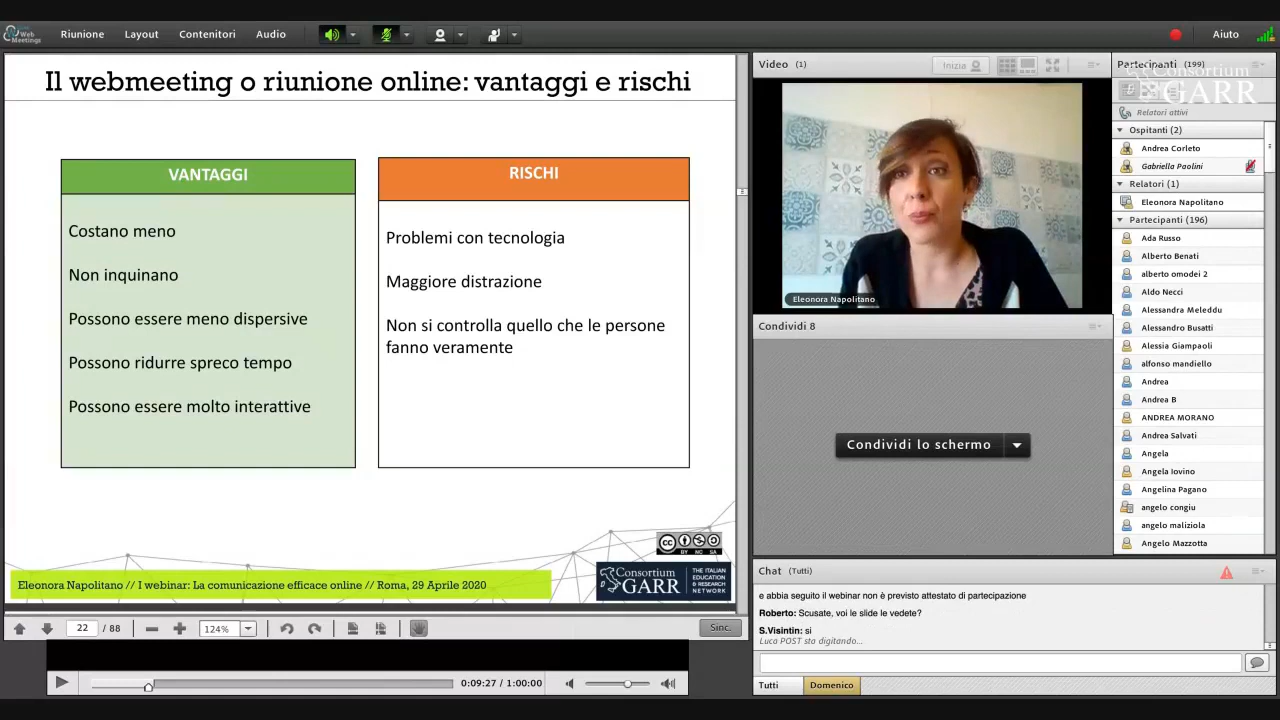 Web
Meetings
Riunione
Layout
Contenitori
Audio
Aiuto
Il webmeeting o riunione online: vantaggi e rischi
VANTAGGI
Costano meno
Non inquinano
Possono essere meno dispersive
Possono ridurre spreco tempo
Possono essere molto interattive
RISCHI
Problemi con tecnologia
Maggiore distrazione
Non si controlla quello che le persone
fanno veramente
CC BY NC SA
Eleonora Napolitano // I webinar: La comunicazione efficace online // Roma, 29 Aprile 2020
Consortium
GARR
THE ITALIAN
EDUCATION
& RESEARCH
NETWORK
22 / 88
124%
Sinc.
0:09:27 / 1:00:00
Video (1)
Inizia
Eleonora Napolitano
Condividi 8
Condividi lo schermo
Partecipanti (199)
Consortium
GARR
Relatori attivi
Ospitanti (2)
Andrea Corleto
Gabriella Paolini
Relatori (1)
Eleonora Napolitano
Partecipanti (196)
Ada Russo
Alberto Benati
alberto omodei 2
Aldo Necci
Alessandra Meleddu
Alessandro Busatti
Alessia Giampaoli
alfonso mandiello
Andrea
Andrea B
ANDREA MORANO
Andrea Salvati
Angela
Angela Iovino
Angelina Pagano
angelo congiu
angelo maliziola
Angelo Mazzotta
Chat (Tutti)
e abbia seguito il webinar non è previsto attestato di partecipazione
Roberto: Scusate, voi le slide le vedete?
S.Visintin: si
Luca POST sta digitando...
Tutti
Domenico